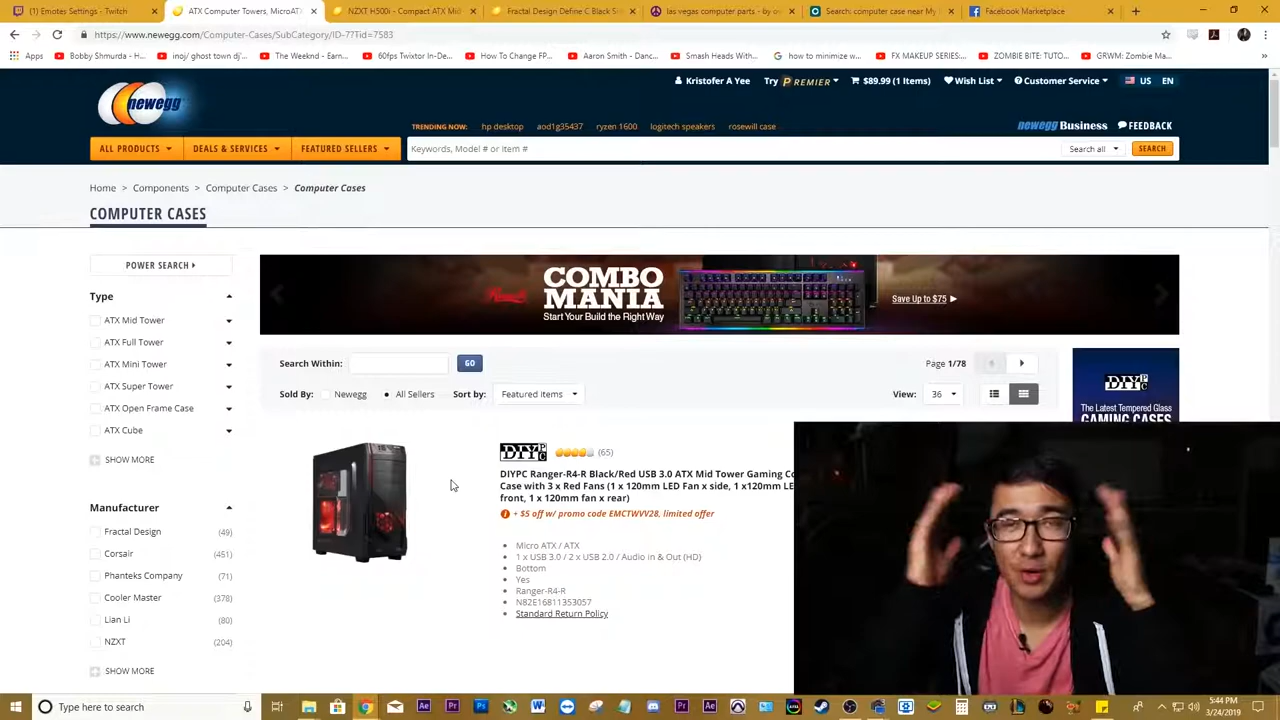 Emotes Settings - Twitch
ATX Computer Towers, MicroAT
NZXT H500i - Compact ATX Mid
Fractal Design Define C Black Si
las vegas computer parts - by ow
Search: computer case near My
Facebook Marketplace
https://www.newegg.com/Computer-Cases/SubCategory/ID-7?Tid=7583
Apps
Bobby Shmurda - H...
inoj/ ghost town dj'...
The Weeknd - Earn...
60fps Twixtor In-De...
How To Change FP...
Aaron Smith - Danc...
Smash Heads With...
how to minimize w...
FX MAKEUP SERIES:...
ZOMBIE BITE: TUTO...
GRWM: Zombie Ma...
newegg
Kristofer A Yee
Try PREMIER
$89.99 (1 Items)
Wish List
Customer Service
US EN
TRENDING NOW: hp desktop aod1g35437 ryzen 1600 logitech speakers rosewill case
newegg Business
FEEDBACK
ALL PRODUCTS
DEALS & SERVICES
FEATURED SELLERS
Keywords, Model # or Item #
Search all
SEARCH
Home > Components > Computer Cases > Computer Cases
COMPUTER CASES
POWER SEARCH
Type
ATX Mid Tower
ATX Full Tower
ATX Mini Tower
ATX Super Tower
ATX Open Frame Case
ATX Cube
SHOW MORE
Manufacturer
Fractal Design (49)
Corsair (451)
Phanteks Company (71)
Cooler Master (378)
Lian Li (80)
NZXT (204)
SHOW MORE
COMBO
MANIA
Start Your Build the Right Way
Save Up to $75
Search Within:
GO
Page 1/78
Sold By: Newegg All Sellers Sort by: Featured Items
View: 36
DIYPC
The Latest Tempered Glass
GAMING CASES
DIYPC (65)
DIYPC Ranger-R4-R Black/Red USB 3.0 ATX Mid Tower Gaming Co
Case with 3 x Red Fans (1 x 120mm LED Fan x side, 1 x120mm LE
front, 1 x 120mm fan x rear)
+ $5 off w/ promo code EMCTWVV28, limited offer
Micro ATX / ATX
1 x USB 3.0 / 2 x USB 2.0 / Audio in & Out (HD)
Bottom
Yes
Ranger-R4-R
N82E16811353057
Standard Return Policy
Type here to search
5:44 PM
3/24/2019